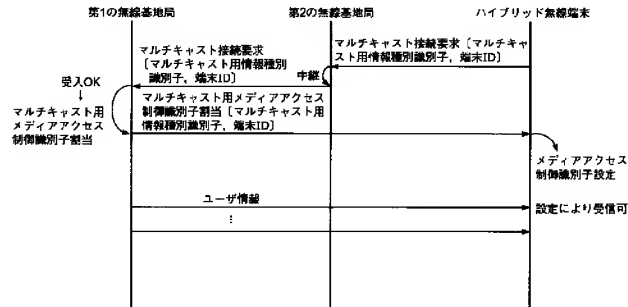 第1の無線基地局
第2の無線基地局
ハイブリッド無線端末
マルチキャスト接続要求〔マルチキャ
スト用情報種別識別子，端末ID〕
マルチキャスト接続要求
〔マルチキャスト用情報種別
識別子，端末ID〕
中継
受入OK
↓
マルチキャスト用
メディアアクセス
制御識別子割当
マルチキャスト用メディアアクセス
制御識別子割当〔マルチキャスト用
情報種別識別子，端末ID〕
メディアアクセス
制御識別子設定
ユーザ情報
設定により受信可
⋮